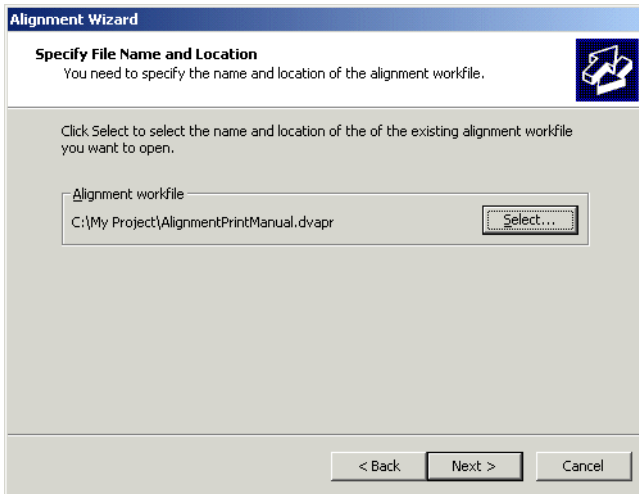 Alignment Wizard
Specify File Name and Location
You need to specify the name and location of the alignment workfile.
Click Select to select the name and location of the of the existing alignment workfile
you want to open.
Alignment workfile
C:\My Project\AlignmentPrintManual.dvapr
Select...
< Back
Next >
Cancel